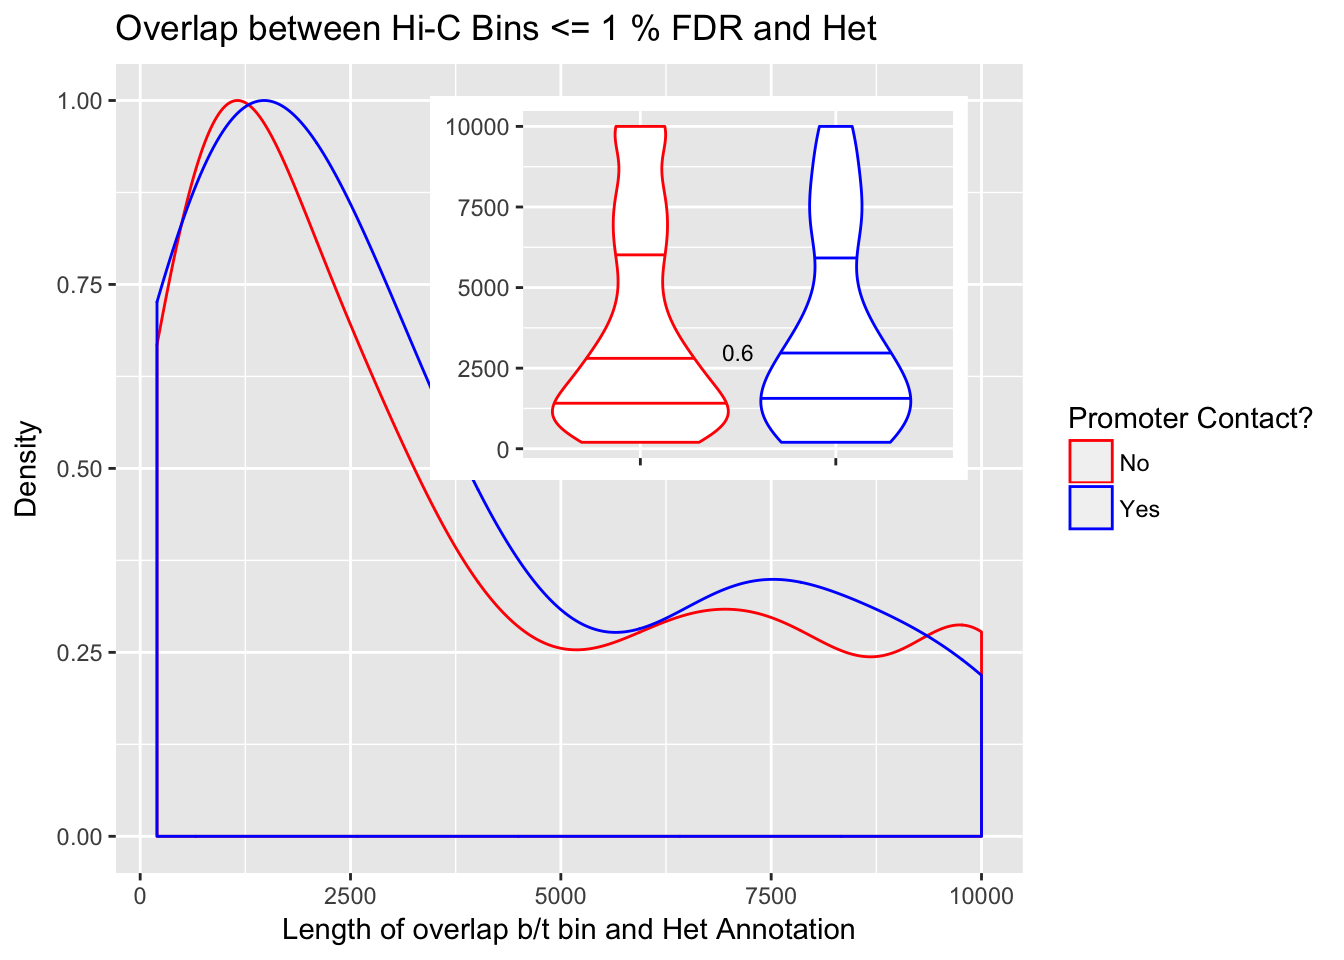 Overlap between Hi-C Bins <= 1 % FDR and Het
Density
1.00
0.75
0.50
0.25
0.00
0
2500
5000
7500
10000
Length of overlap b/t bin and Het Annotation
10000
7500
5000
2500
0
0.6
Promoter Contact?
No
Yes